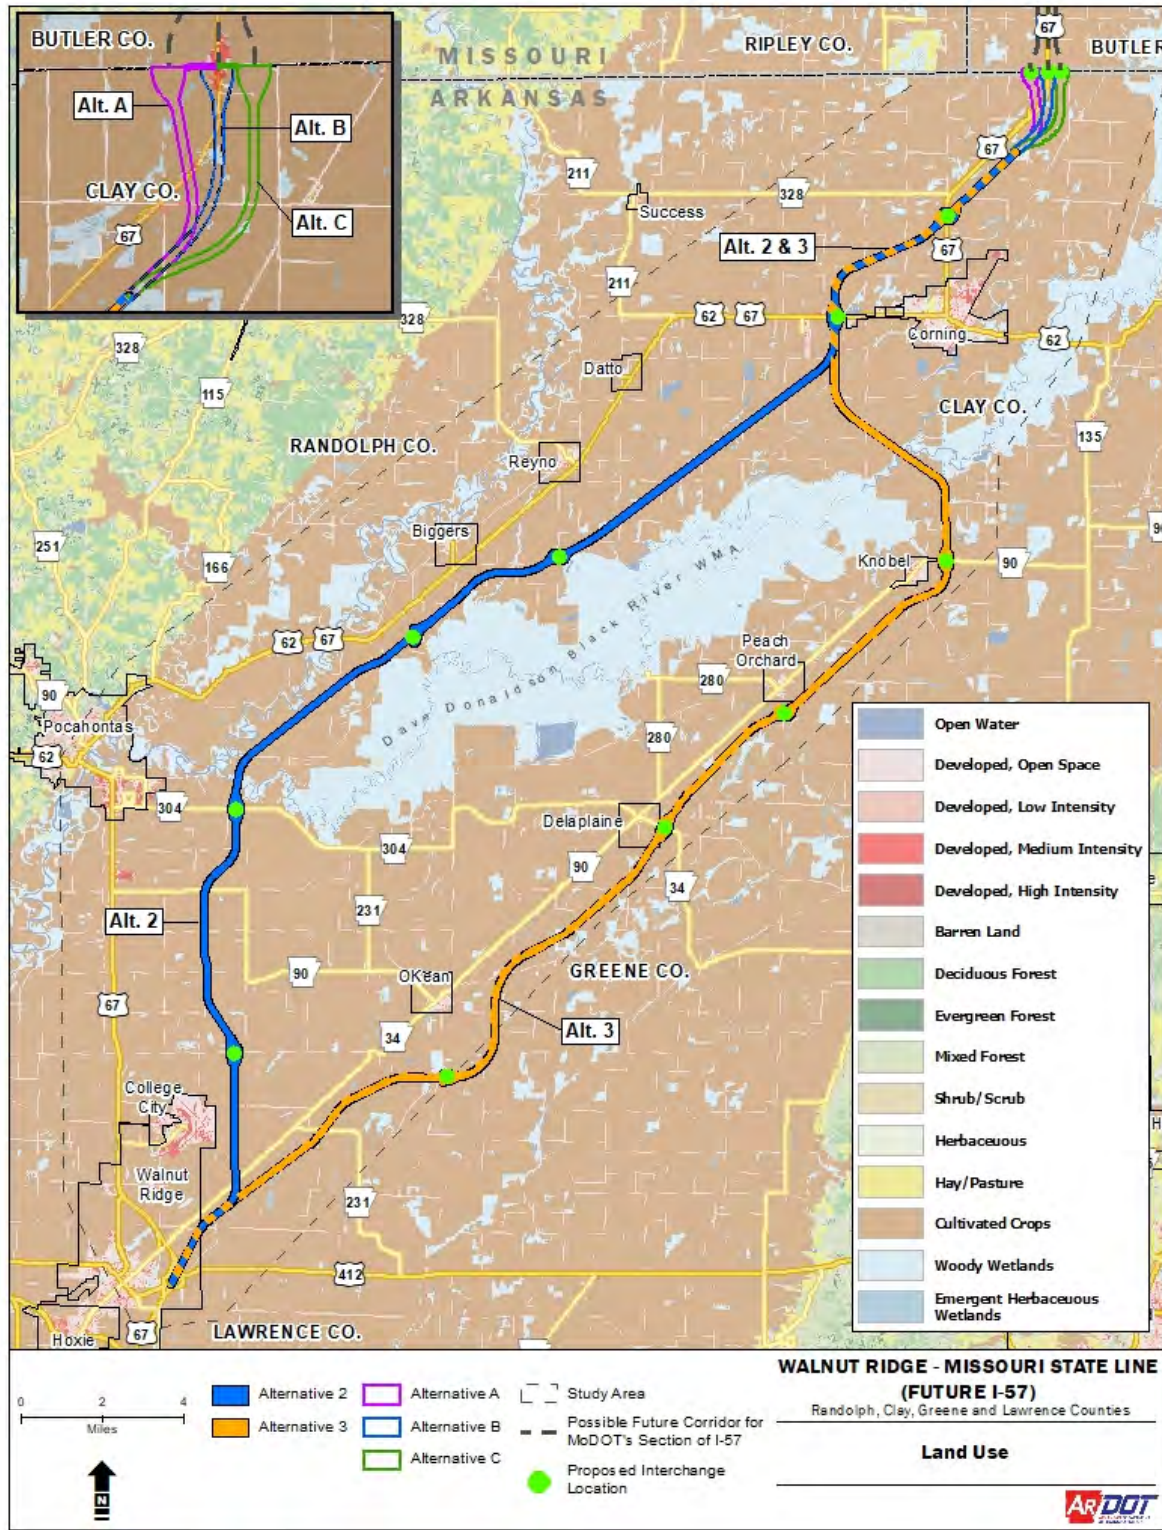 BUTLER CO.
Alt. A
Alt. B
CLAY CO.
Alt. C
67
MISSOURI
ARKANSAS
RIPLEY CO.
67
BUTLER
67
211
328
Success
Alt. 2 & 3
67
211
328
62
67
Corning
62
328
Datto
115
CLAY CO.
RANDOLPH CO.
135
Reyno
Biggers
251
166
Knobel
90
Dave Donaldson Black River WMA
62
67
Peach
Orchard
280
90
Pocahontas
62
280
304
Delaplaine
304
90
34
231
Alt. 2
90
OKean
GREENE CO.
67
34
Alt. 3
College
City
Walnut
Ridge
231
412
67
Hoxie
LAWRENCE CO.
Open Water
Developed, Open Space
Developed, Low Intensity
Developed, Medium Intensity
Developed, High Intensity
Barren Land
Deciduous Forest
Evergreen Forest
Mixed Forest
Shrub/Scrub
Herbaceuous
Hay/Pasture
Cultivated Crops
Woody Wetlands
Emergent Herbaceuous
Wetlands
0 2 4
Miles
N
Alternative 2
Alternative 3
Alternative A
Alternative B
Alternative C
Study Area
Possible Future Corridor for
MoDOT's Section of I-57
Proposed Interchange
Location
WALNUT RIDGE - MISSOURI STATE LINE
(FUTURE I-57)
Randolph, Clay, Greene and Lawrence Counties
Land Use
ARDOT